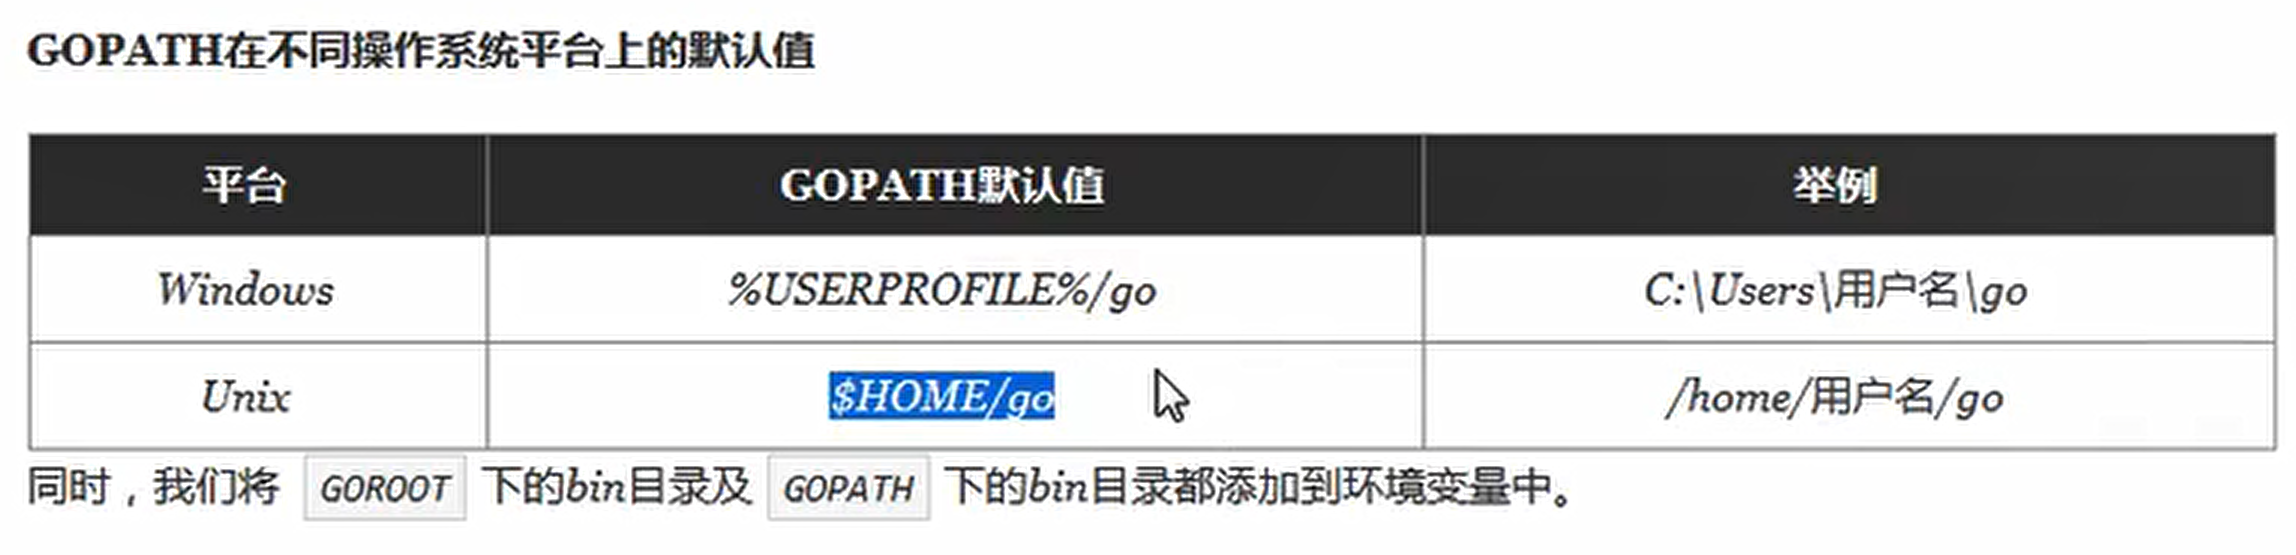 GOPATH在不同操作系统平台上的默认值
平台 GOPATH默认值 举例
Windows %USERPROFILE%/go C:\Users\用户名\go
Unix $HOME/go /home/用户名/go
同时，我们将 GOROOT 下的bin目录及 GOPATH 下的bin目录都添加到环境变量中。